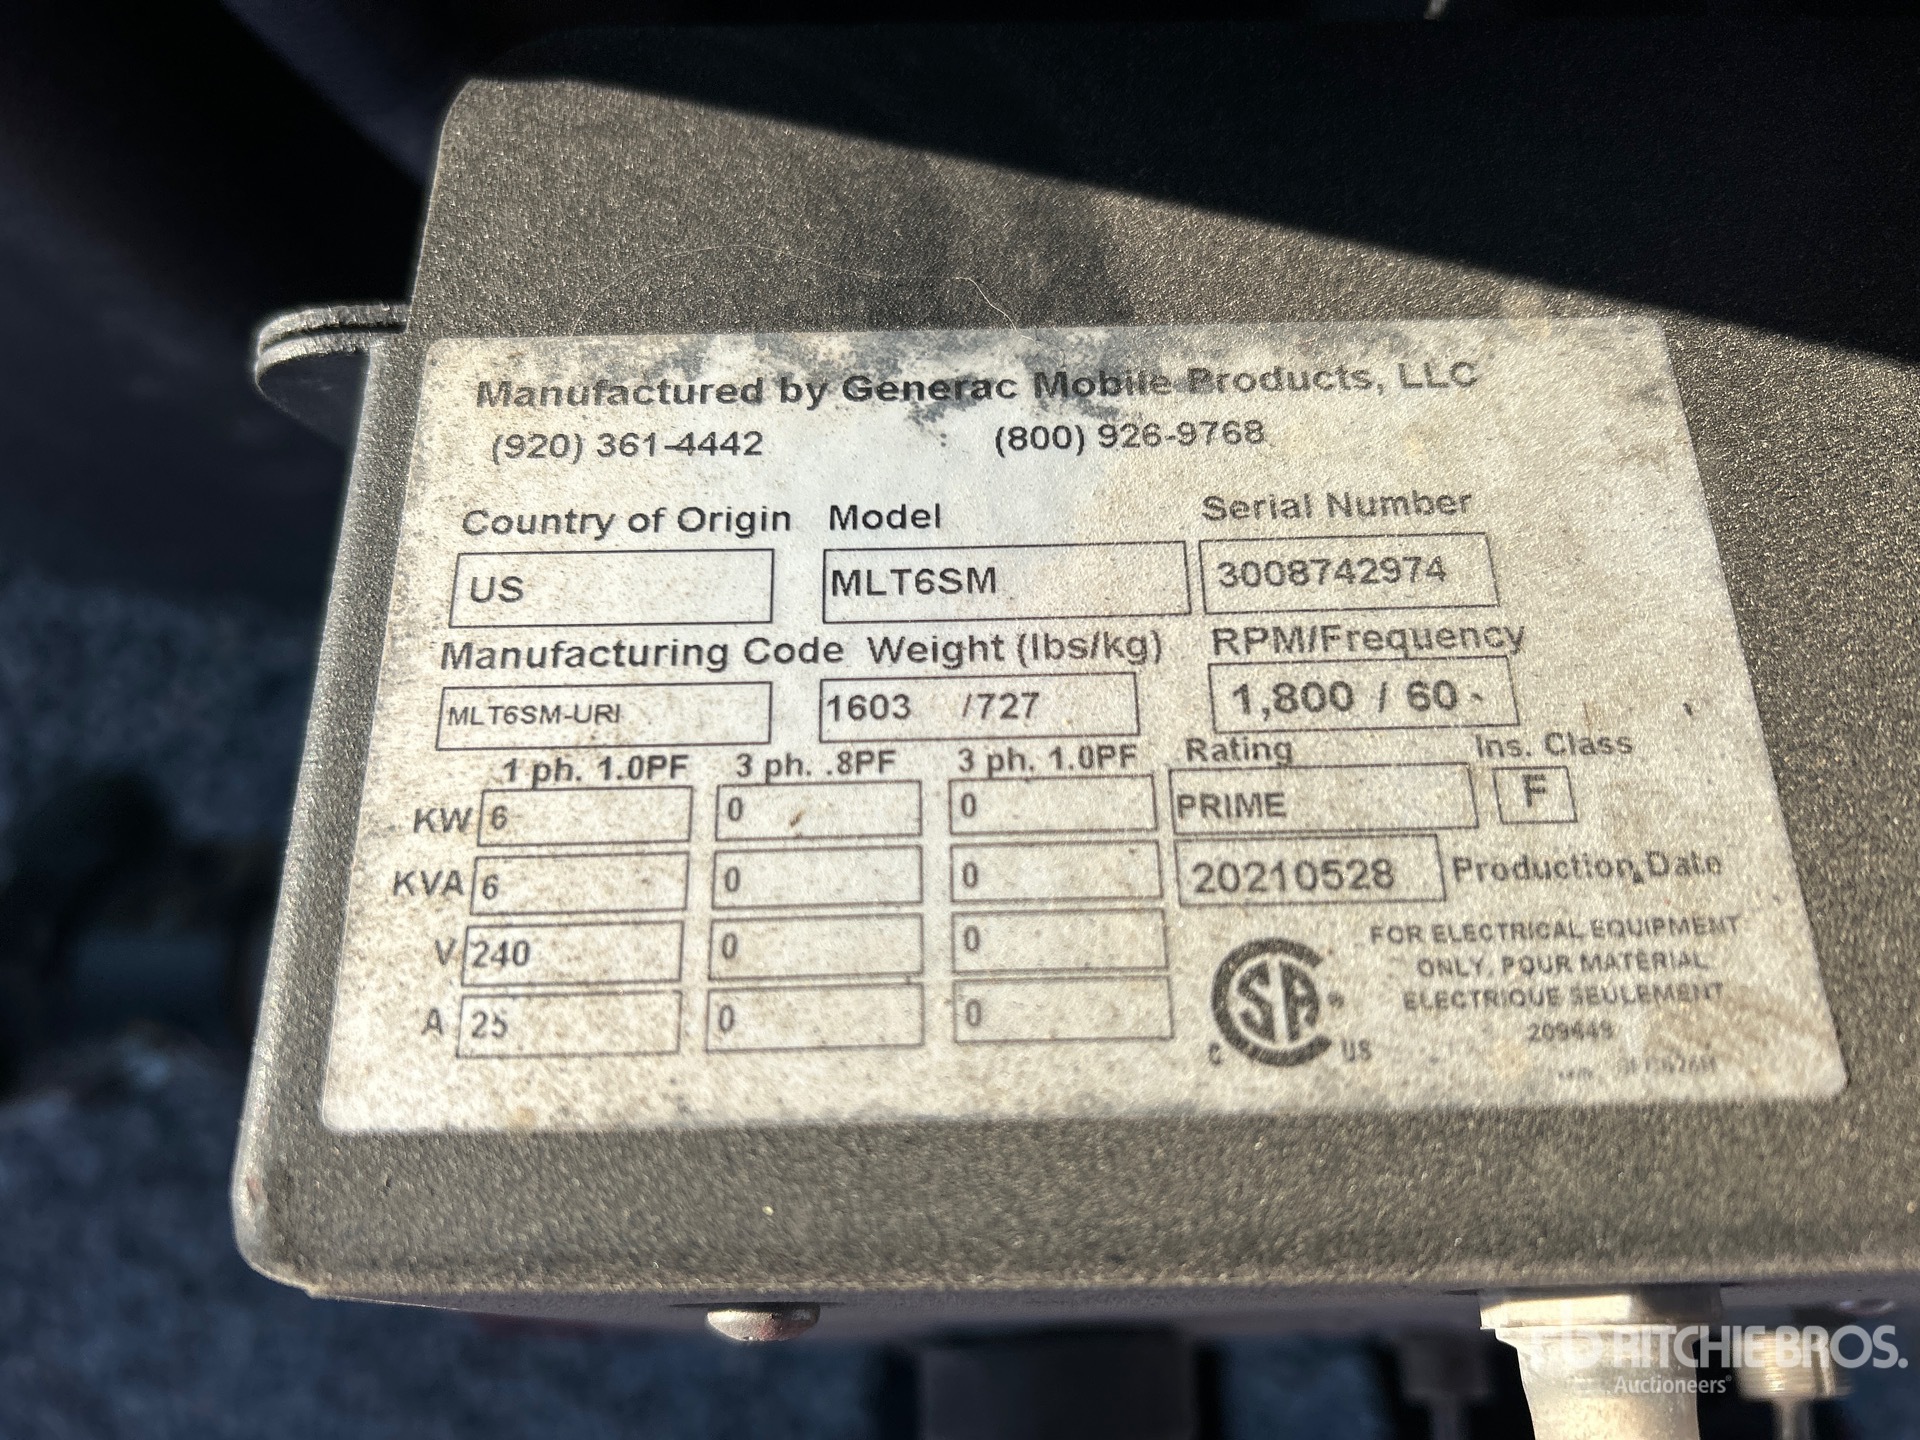 Manufactured by Generac Mobile Products, LLC
(920) 361-4442 : (800) 926-9768
Country of Origin Model Serial Number
US MLT6SM 3008742974
Manufacturing Code Weight (lbs/kg) RPM/Frequency
MLT6SM-URI 1603 /727 1,800 / 60
1 ph. 1.0PF 3 ph. .8PF 3 ph. 1.0PF Rating Ins. Class
KW 6 0 0 PRIME F
KVA 6 0 0 20210528 Production Date
V 240 0 0
A 25 0 0
FOR ELECTRICAL EQUIPMENT
ONLY. POUR MATERIAL
ELECTRIQUE SEULEMENT
209449
C SA ® US
RITCHIE BROS.
Auctioneers®